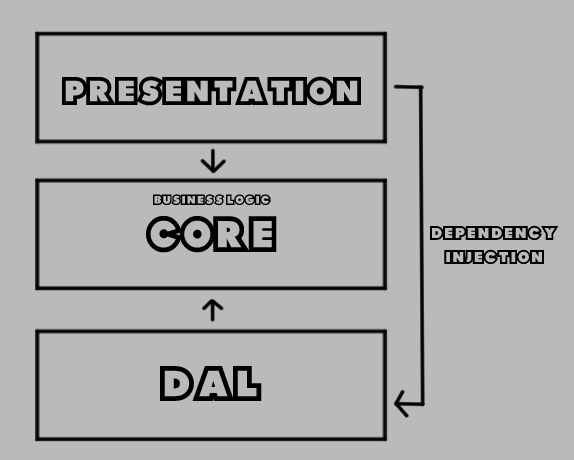 PRESENTATION
BUSINESS LOGIC
CORE
DEPENDENCY
INJECTION
DAL